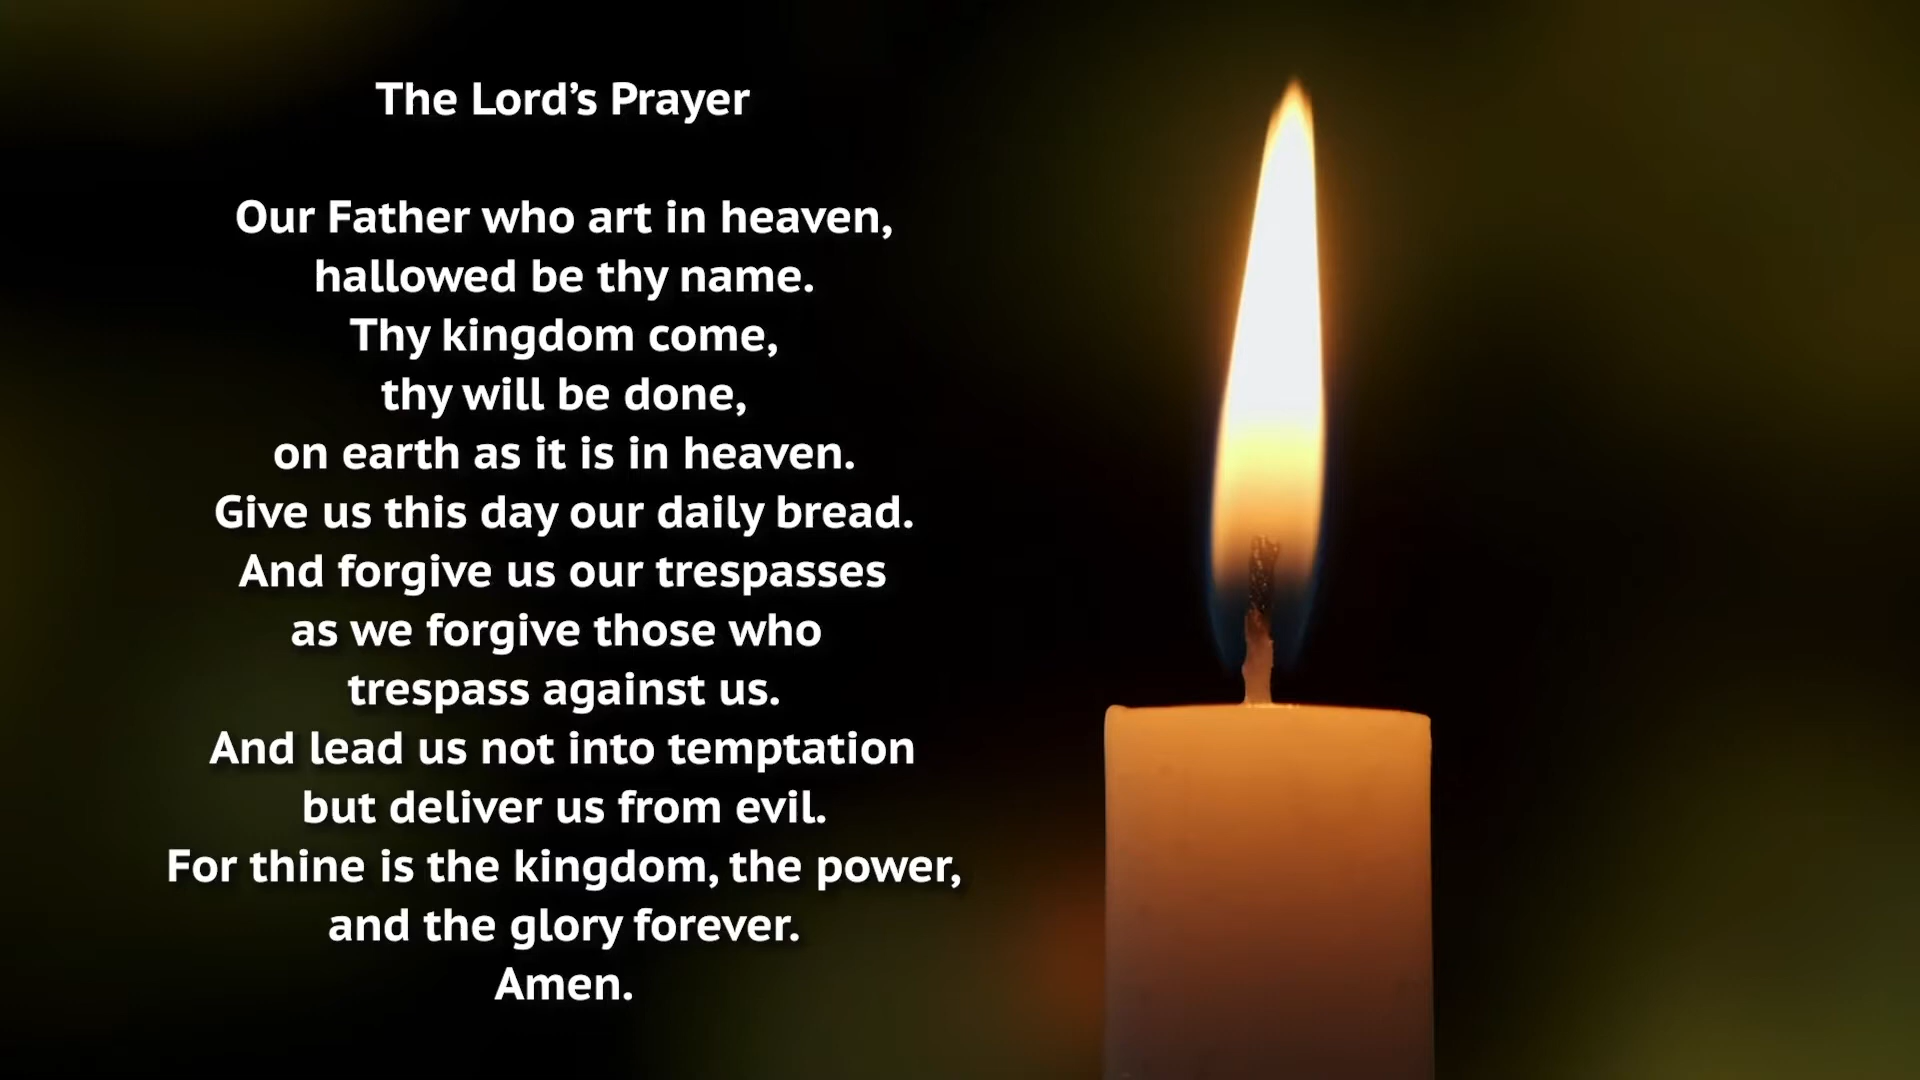 The Lord’s Prayer
Our Father who art in heaven,
hallowed be thy name.
Thy kingdom come,
thy will be done,
on earth as it is in heaven.
Give us this day our daily bread.
And forgive us our trespasses
as we forgive those who
trespass against us.
And lead us not into temptation
but deliver us from evil.
For thine is the kingdom, the power,
and the glory forever.
Amen.